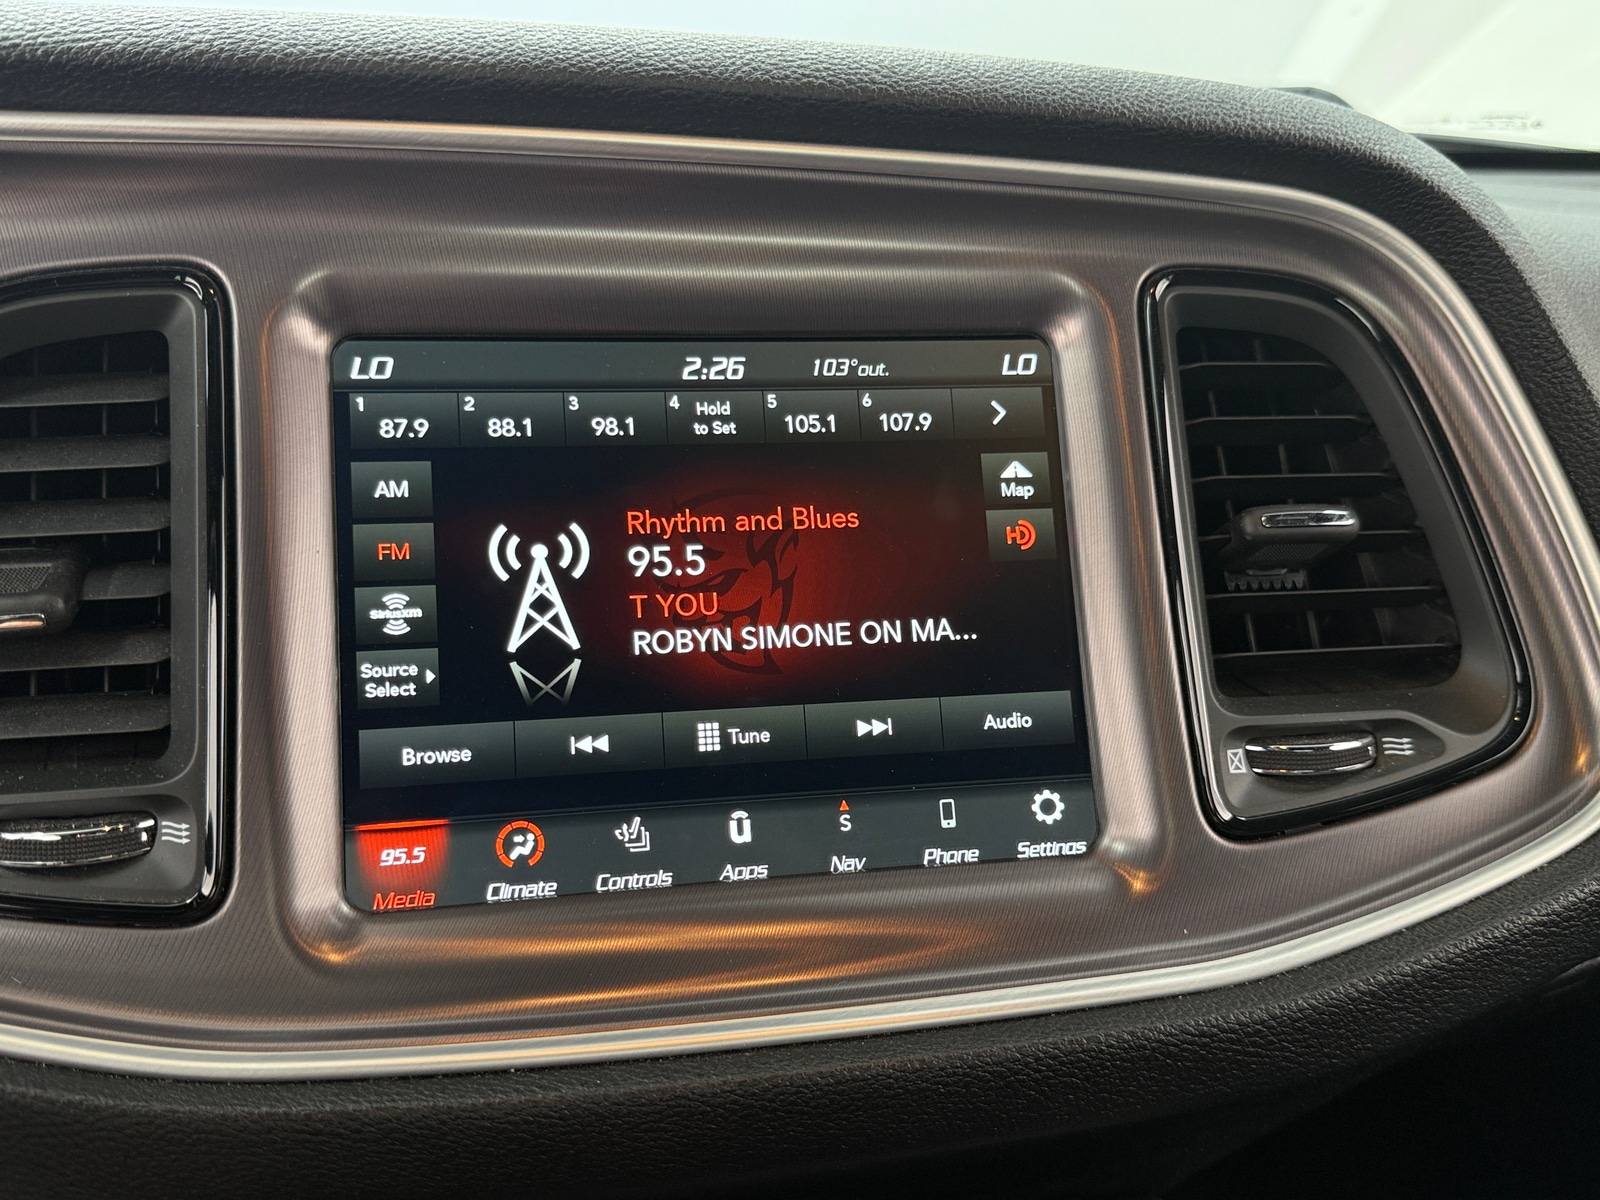 LO 2:26 103°out. LO
1 87.9 2 88.1 3 98.1 4 Hold to Set 5 105.1 6 107.9
AM
FM
SiriusXM
Source
Select
Map
HD
Rhythm and Blues
95.5
T YOU
ROBYN SIMONE ON MA...
Browse Tune Audio
95.5 S
Media Climate Controls Apps Nav Phone Settings